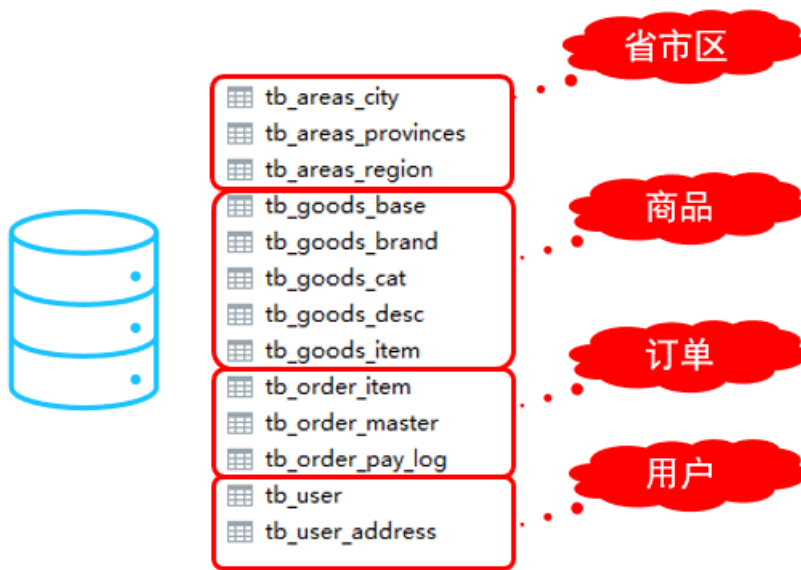 省市区
tb_areas_city
tb_areas_provinces
tb_areas_region
tb_goods_base
商品
tb_goods_brand
tb_goods_cat
tb_goods_desc
tb_goods_item
订单
tb_order_item
tb_order_master
tb_order_pay_log
用户
tb_user
tb_user_address